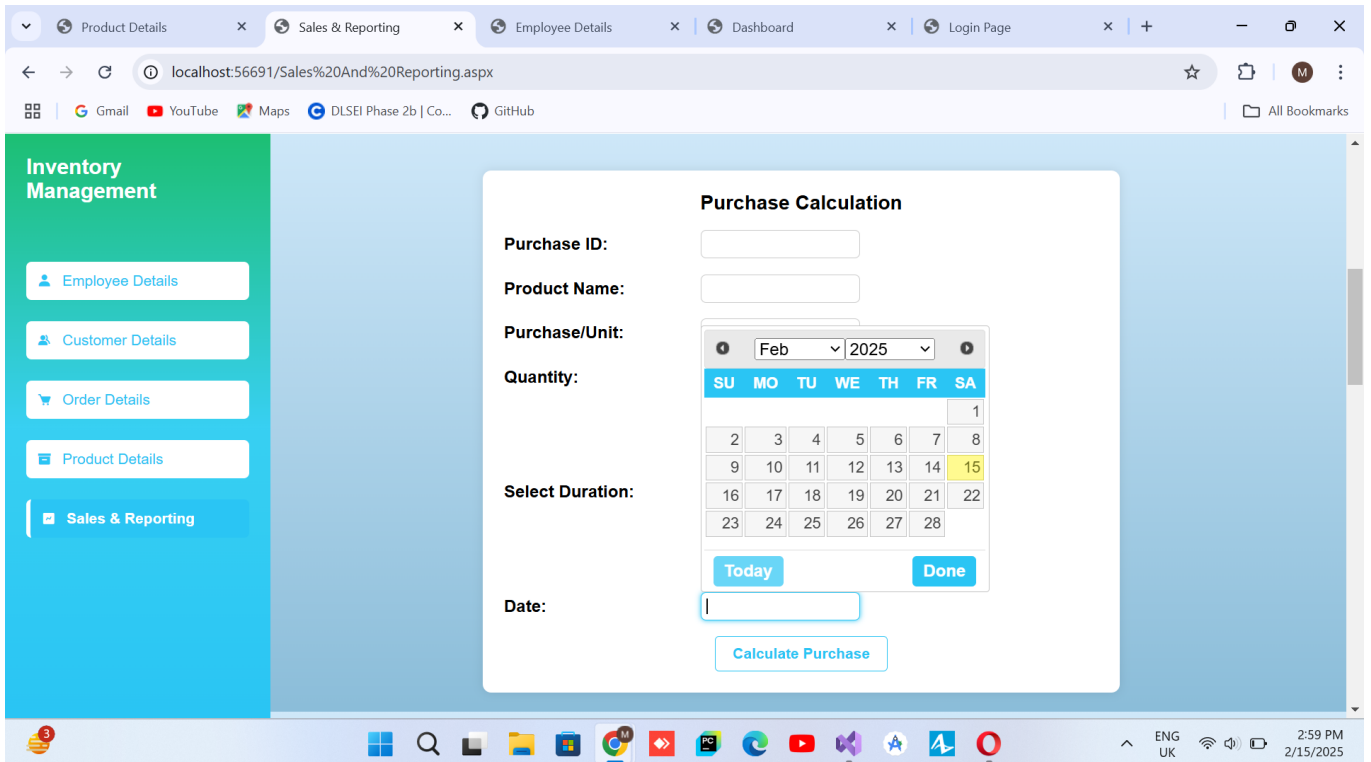 Product Details
Sales & Reporting
Employee Details
Dashboard
Login Page
localhost:56691/Sales%20And%20Reporting.aspx
M
Gmail
YouTube
Maps
DLSEI Phase 2b | Co...
GitHub
All Bookmarks
Inventory
Management
Employee Details
Customer Details
Order Details
Product Details
Sales & Reporting
Purchase Calculation
Purchase ID:
Product Name:
Purchase/Unit:
Quantity:
Select Duration:
Feb 2025
SU MO TU WE TH FR SA
1
2 3 4 5 6 7 8
9 10 11 12 13 14 15
16 17 18 19 20 21 22
23 24 25 26 27 28
Today Done
Date:
Calculate Purchase
3
M
PC
ENG
UK
2:59 PM
2/15/2025